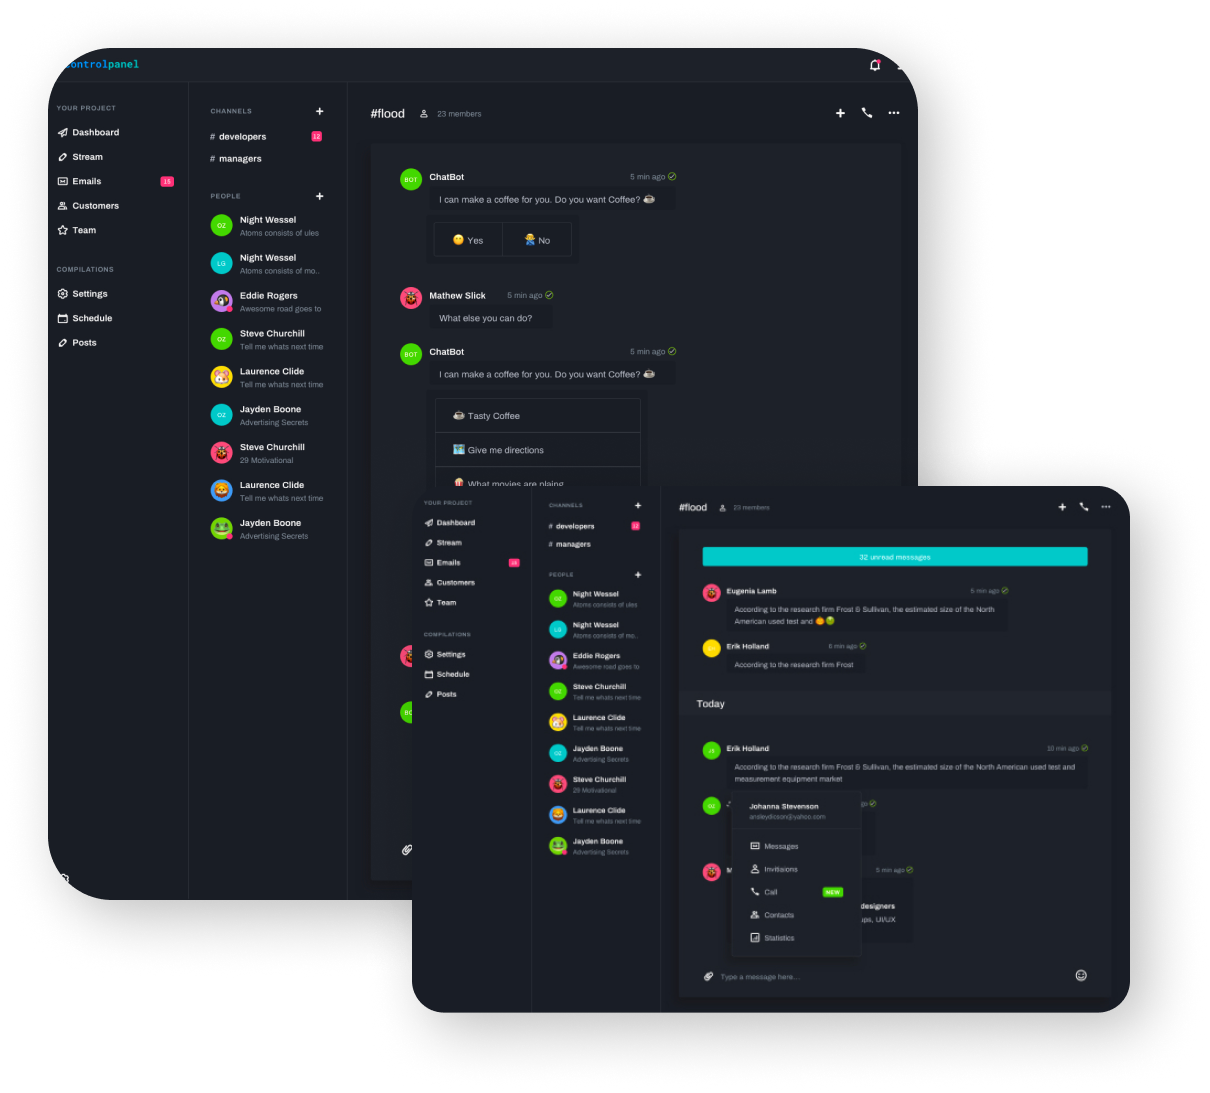 controlpanel
YOUR PROJECT
Dashboard
Stream
Emails
Customers
Team
COMPILATIONS
Settings
Schedule
Posts
CHANNELS
# developers 12
# managers
PEOPLE
OZ Night Wessel
Atoms consists of ules
LG Night Wessel
Atoms consists of mo..
Eddie Rogers
Awesome road goes to
OZ Steve Churchill
Tell me whats next time
Laurence Clide
Tell me whats next time
OZ Jayden Boone
Advertising Secrets
Steve Churchill
29 Motivational
Laurence Clide
Tell me whats next time
Jayden Boone
Advertising Secrets
#flood 23 members
BOT ChatBot 5 min ago
I can make a coffee for you. Do you want Coffee? ☕
Yes No
Mathew Slick 5 min ago
What else you can do?
BOT ChatBot 5 min ago
I can make a coffee for you. Do you want Coffee? ☕
Tasty Coffee
Give me directions
What movies are plaing
YOUR PROJECT
Dashboard
Stream
Emails
Customers
Team
COMPILATIONS
Settings
Schedule
Posts
CHANNELS
# developers 12
# managers
PEOPLE
OZ Night Wessel
Atoms consists of ules
LG Night Wessel
Atoms consists of mo..
Eddie Rogers
Awesome road goes to
OZ Steve Churchill
Tell me whats next time
Laurence Clide
Tell me whats next time
OZ Jayden Boone
Advertising Secrets
Steve Churchill
29 Motivational
Laurence Clide
Tell me whats next time
Jayden Boone
Advertising Secrets
#flood 23 members
32 unread messages
Eugenia Lamb 5 min ago
According to the research firm Frost & Sullivan, the estimated size of the North
American used test and
Erik Holland 5 min ago
According to the research firm Frost
Today
Erik Holland 10 min ago
According to the research firm Frost & Sullivan, the estimated size of the North American used test and
measurement equipment market
OZ
Johanna Stevenson
ansleydicson@yahoo.com
Messages
Invitiaions
Call NEW
Contacts
Statistics
5 min ago
designers
ups, UI/UX
Type a message here...